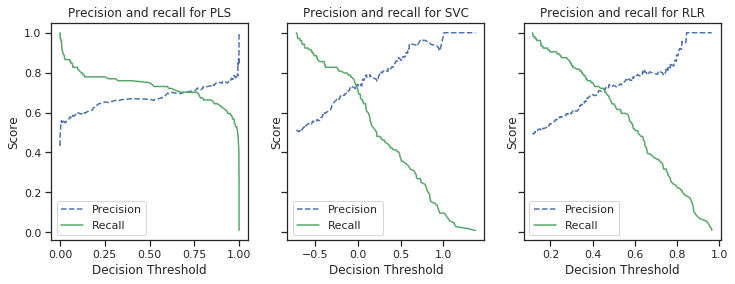 Precision and recall for PLS
Score
1.0
0.8
0.6
0.4
0.2
0.0
Precision
Recall
0.00
0.25
0.50
0.75
1.00
Decision Threshold
Precision and recall for SVC
Score
Precision
Recall
−0.5
0.0
0.5
1.0
Decision Threshold
Precision and recall for RLR
Score
Precision
Recall
0.2
0.4
0.6
0.8
1.0
Decision Threshold